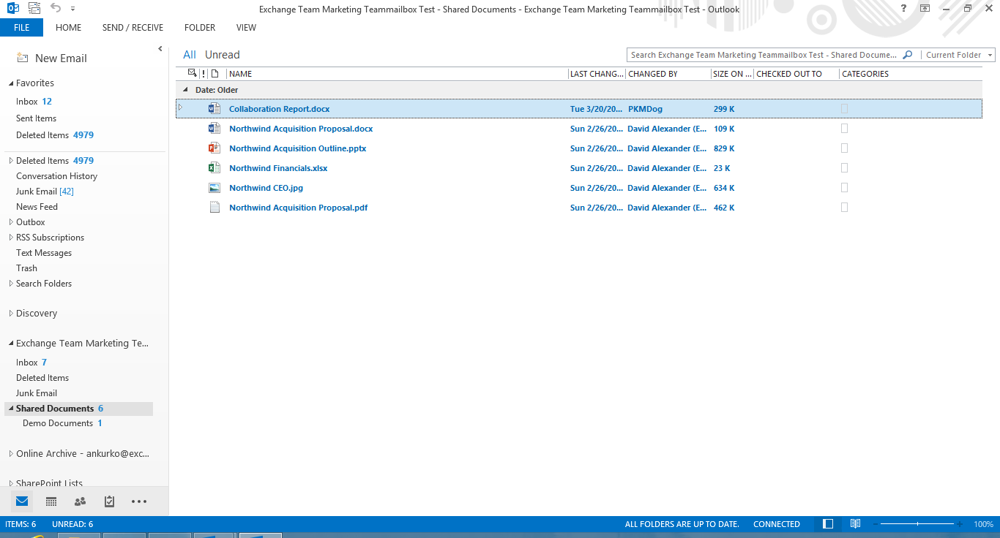 Exchange Team Marketing Teammailbox Test - Shared Documents - Exchange Team Marketing Teammailbox Test - Outlook
FILE HOME SEND / RECEIVE FOLDER VIEW
New Email
Favorites
Inbox 12
Sent Items
Deleted Items 4979
Deleted Items 4979
Conversation History
Junk Email [42]
News Feed
Outbox
RSS Subscriptions
Text Messages
Trash
Search Folders
Discovery
Exchange Team Marketing Te...
Inbox 7
Deleted Items
Junk Email
Shared Documents 6
Demo Documents 1
Online Archive - ankurko@exc...
SharePoint Lists
All Unread
Search Exchange Team Marketing Teammailbox Test - Shared Docume... Current Folder
! NAME LAST CHANG... CHANGED BY SIZE ON ... CHECKED OUT TO CATEGORIES
Date: Older
Collaboration Report.docx Tue 3/20/20... PKMDog 299 K
Northwind Acquisition Proposal.docx Sun 2/26/20... David Alexander (E... 109 K
Northwind Acquisition Outline.pptx Sun 2/26/20... David Alexander (E... 829 K
Northwind Financials.xlsx Sun 2/26/20... David Alexander (E... 23 K
Northwind CEO.jpg Sun 2/26/20... David Alexander (E... 634 K
Northwind Acquisition Proposal.pdf Sun 2/26/20... David Alexander (E... 462 K
ITEMS: 6 UNREAD: 6 ALL FOLDERS ARE UP TO DATE. CONNECTED 100%